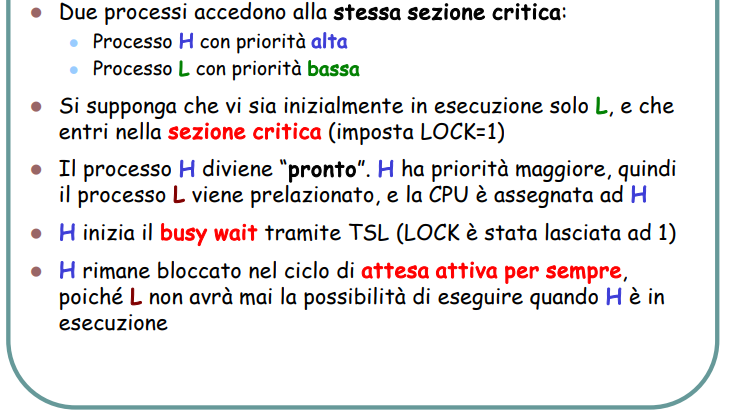 Due processi accedono alla stessa sezione critica:
Processo H con priorità alta
Processo L con priorità bassa
Si supponga che vi sia inizialmente in esecuzione solo L, e che
entri nella sezione critica (imposta LOCK=1)
Il processo H diviene “pronto”. H ha priorità maggiore, quindi
il processo L viene prelazionato, e la CPU è assegnata ad H
H inizia il busy wait tramite TSL (LOCK è stata lasciata ad 1)
H rimane bloccato nel ciclo di attesa attiva per sempre,
poiché L non avrà mai la possibilità di eseguire quando H è in
esecuzione